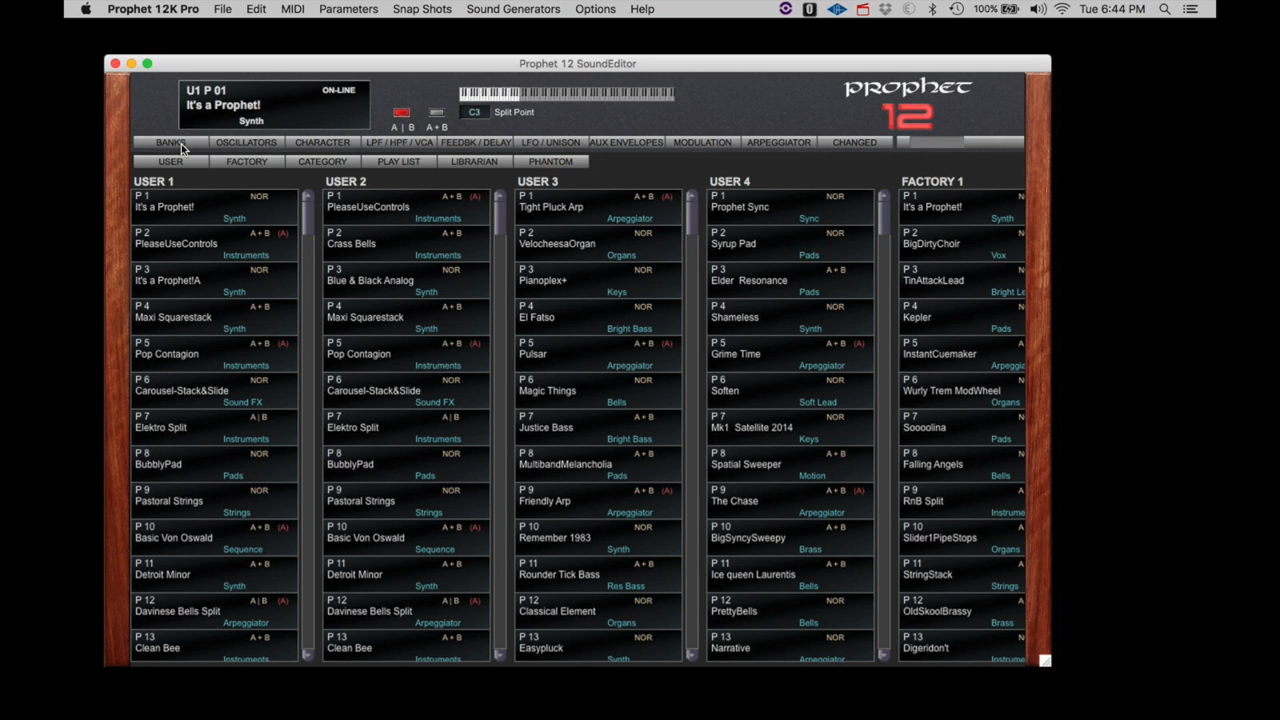 Prophet 12K Pro File Edit MIDI Parameters Snap Shots Sound Generators Options Help 100% Tue 6:44 PM
Prophet 12 SoundEditor
U1 P 01 ON-LINE
It's a Prophet!
Synth
C3 Split Point
A | B A + B
prophet
12
BANKS OSCILLATORS CHARACTER LPF / HPF / VCA FEEDBK / DELAY LFO / UNISON AUX ENVELOPES MODULATION ARPEGGIATOR CHANGED
USER FACTORY CATEGORY PLAY LIST LIBRARIAN PHANTOM
USER 1
P 1 NOR
It's a Prophet!
Synth
P 2 A + B (A)
PleaseUseControls
Instruments
P 3 NOR
It's a Prophet!A
Synth
P 4 A + B
Maxi Squarestack
Synth
P 5 A + B (A)
Pop Contagion
Instruments
P 6 NOR
Carousel-Stack&Slide
Sound FX
P 7 A | B
Elektro Split
Instruments
P 8 NOR
BubblyPad
Pads
P 9 NOR
Pastoral Strings
Strings
P 10 A + B (A)
Basic Von Oswald
Sequence
P 11 A + B
Detroit Minor
Synth
P 12 A | B (A)
Davinese Bells Split
Arpeggiator
P 13 A + B
Clean Bee
Instruments
USER 2
P 1 A + B (A)
PleaseUseControls
Instruments
P 2 A + B
Crass Bells
Instruments
P 3 NOR
Blue & Black Analog
Synth
P 4 A + B
Maxi Squarestack
Synth
P 5 A + B (A)
Pop Contagion
Instruments
P 6 NOR
Carousel-Stack&Slide
Sound FX
P 7 A | B
Elektro Split
Instruments
P 8 NOR
BubblyPad
Pads
P 9 NOR
Pastoral Strings
Strings
P 10 A + B (A)
Basic Von Oswald
Sequence
P 11 A + B
Detroit Minor
Synth
P 12 A | B (A)
Davinese Bells Split
Arpeggiator
P 13 A + B
Clean Bee
Instruments
USER 3
P 1 A + B (A)
Tight Pluck Arp
Arpeggiator
P 2 NOR
VelocheesaOrgan
Organs
P 3 A + B
Pianoplex+
Keys
P 4 NOR
El Fatso
Bright Bass
P 5 A + B (A)
Pulsar
Arpeggiator
P 6 NOR
Magic Things
Bells
P 7 A + B
Justice Bass
Bright Bass
P 8 A + B
MultibandMelancholia
Pads
P 9 A + B (A)
Friendly Arp
Arpeggiator
P 10 NOR
Remember 1983
Synth
P 11 A + B
Rounder Tick Bass
Res Bass
P 12 NOR
Classical Element
Organs
P 13 NOR
Easypluck
Synth
USER 4
P 1 NOR
Prophet Sync
Sync
P 2 NOR
Syrup Pad
Pads
P 3 A + B
Elder Resonance
Pads
P 4 NOR
Shameless
Synth
P 5 A + B (A)
Grime Time
Arpeggiator
P 6 NOR
Soften
Soft Lead
P 7 NOR
Mk1 Satellite 2014
Keys
P 8 A + B
Spatial Sweeper
Motion
P 9 A + B (A)
The Chase
Arpeggiator
P 10 A + B
BigSyncySweepy
Brass
P 11 A + B
Ice queen Laurentis
Bells
P 12 NOR
PrettyBells
Bells
P 13 NOR
Narrative
Arpeggiator
FACTORY 1
P 1 N
It's a Prophet!
Synth
P 2 N
BigDirtyChoir
Vox
P 3 N
TinAttackLead
Bright Le
P 4 N
Kepler
Pads
P 5 N
InstantCuemaker
Arpeggia
P 6 N
Wurly Trem ModWheel
Organs
P 7 N
Soooolina
Pads
P 8 N
Falling Angels
Bells
P 9 A
RnB Split
Instrume
P 10 A
Slider1PipeStops
Organs
P 11 A
StringStack
Strings
P 12 A
OldSkoolBrassy
Brass
P 13 A
Digeridon't
Instrume